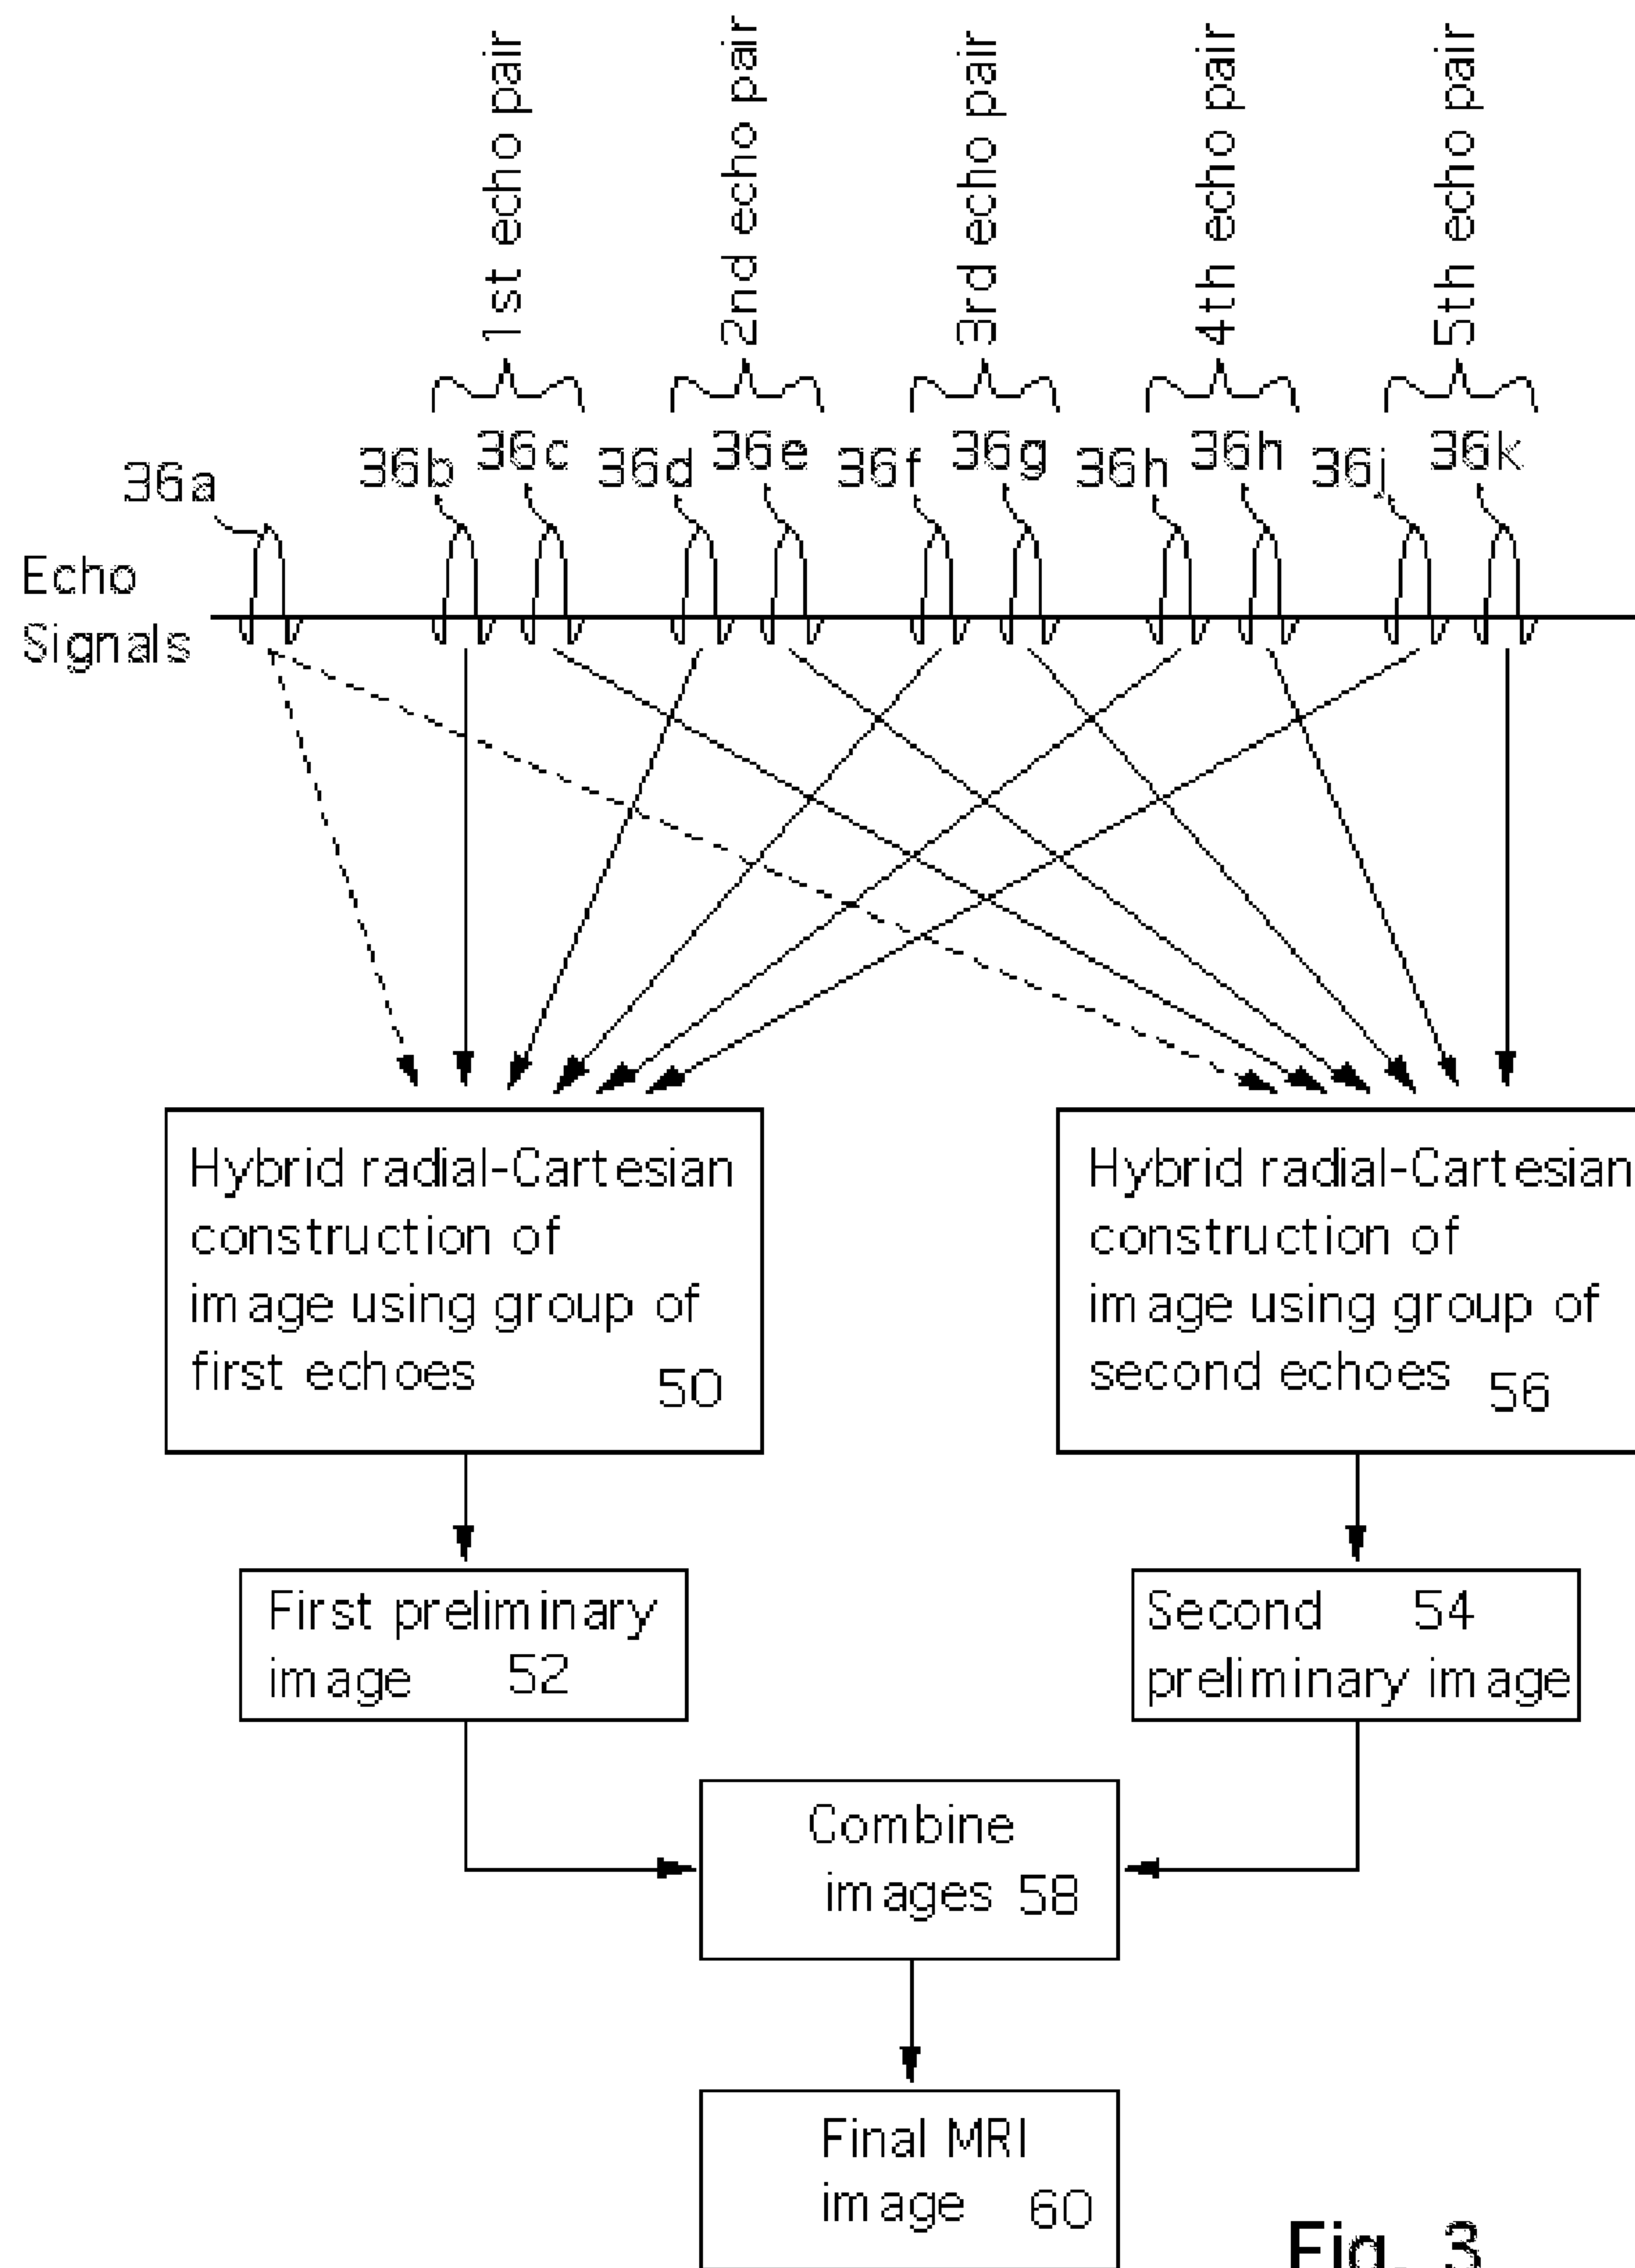 1st echo pair
2nd echo pair
3rd echo pair
4th echo pair
5th echo pair
36a
36b
36c
36d
36e
36f
36g
36h
36h
36j
36k
Echo
Signals
Hybrid radial-Cartesian
construction of
image using group of
first echoes 50
Hybrid radial-Cartesian
construction of
image using group of
second echoes 56
First preliminary
image 52
Second 54
preliminary image
Combine
images 58
Final MRI
image 60
Fig. 3